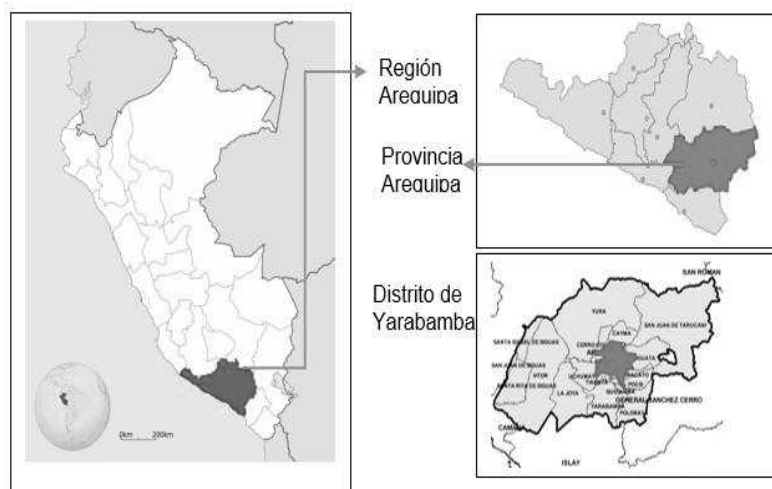 Región
Arequipa
Provincia
Arequipa
Distrito de
Yarabamba
0km 200km
SAN ROMAN
YURA
SAN JUAN DE TARUCANI
CAYMA
SANTA ISABEL DE SIGUAS
CERRO
SAN JUAN DE SIGUAS
VITOR
UCHUMAYO
TIABAYA
SANTA RITA DE SIGUAS
LA JOYA
POCSI
YARABAMBA
GENERAL SANCHEZ CERRO
POLOBAYA
ISLAY